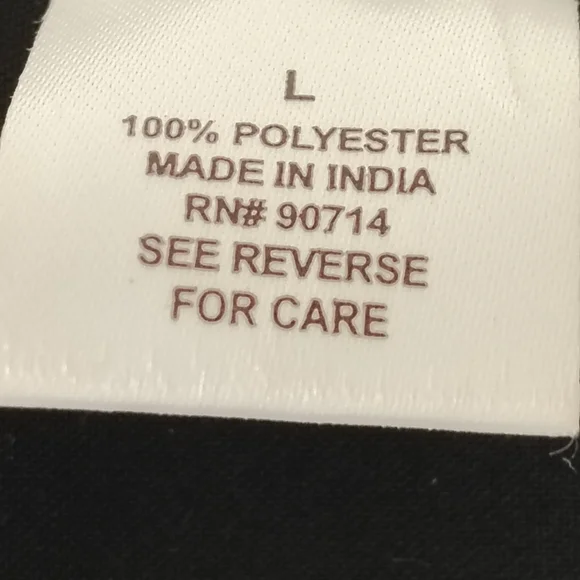 L
100% POLYESTER
MADE IN INDIA
RN# 90714
SEE REVERSE
FOR CARE